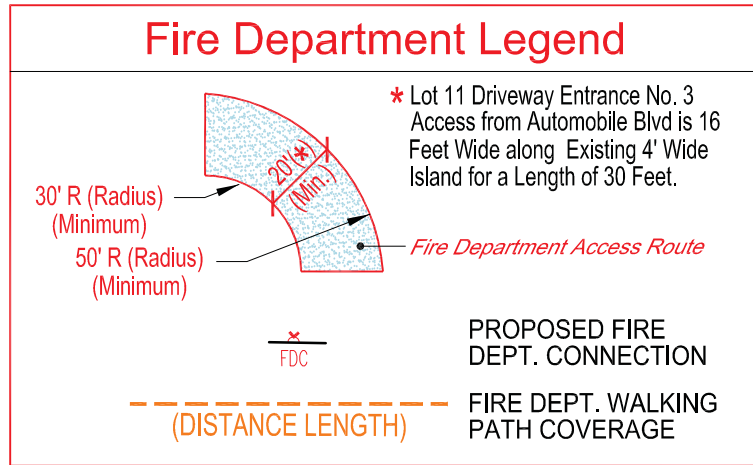 Fire Department Legend
* Lot 11 Driveway Entrance No. 3
Access from Automobile Blvd is 16
Feet Wide along Existing 4' Wide
Island for a Length of 30 Feet.
20'(*)
(Min.)
30' R (Radius)
(Minimum)
50' R (Radius)
(Minimum)
Fire Department Access Route
FDC
PROPOSED FIRE
DEPT. CONNECTION
(DISTANCE LENGTH)
FIRE DEPT. WALKING
PATH COVERAGE